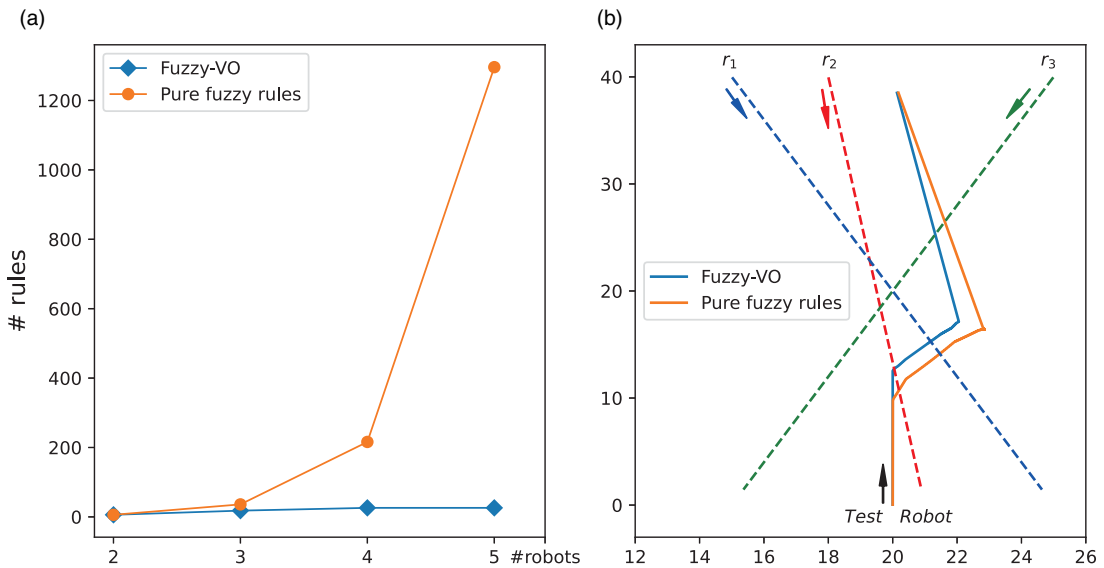 (a)
Fuzzy-VO
Pure fuzzy rules
# rules
1200
1000
800
600
400
200
0
2 3 4 5 #robots
(b)
r1 r2 r3
Fuzzy-VO
Pure fuzzy rules
40
30
20
10
0
Test Robot
12 14 16 18 20 22 24 26